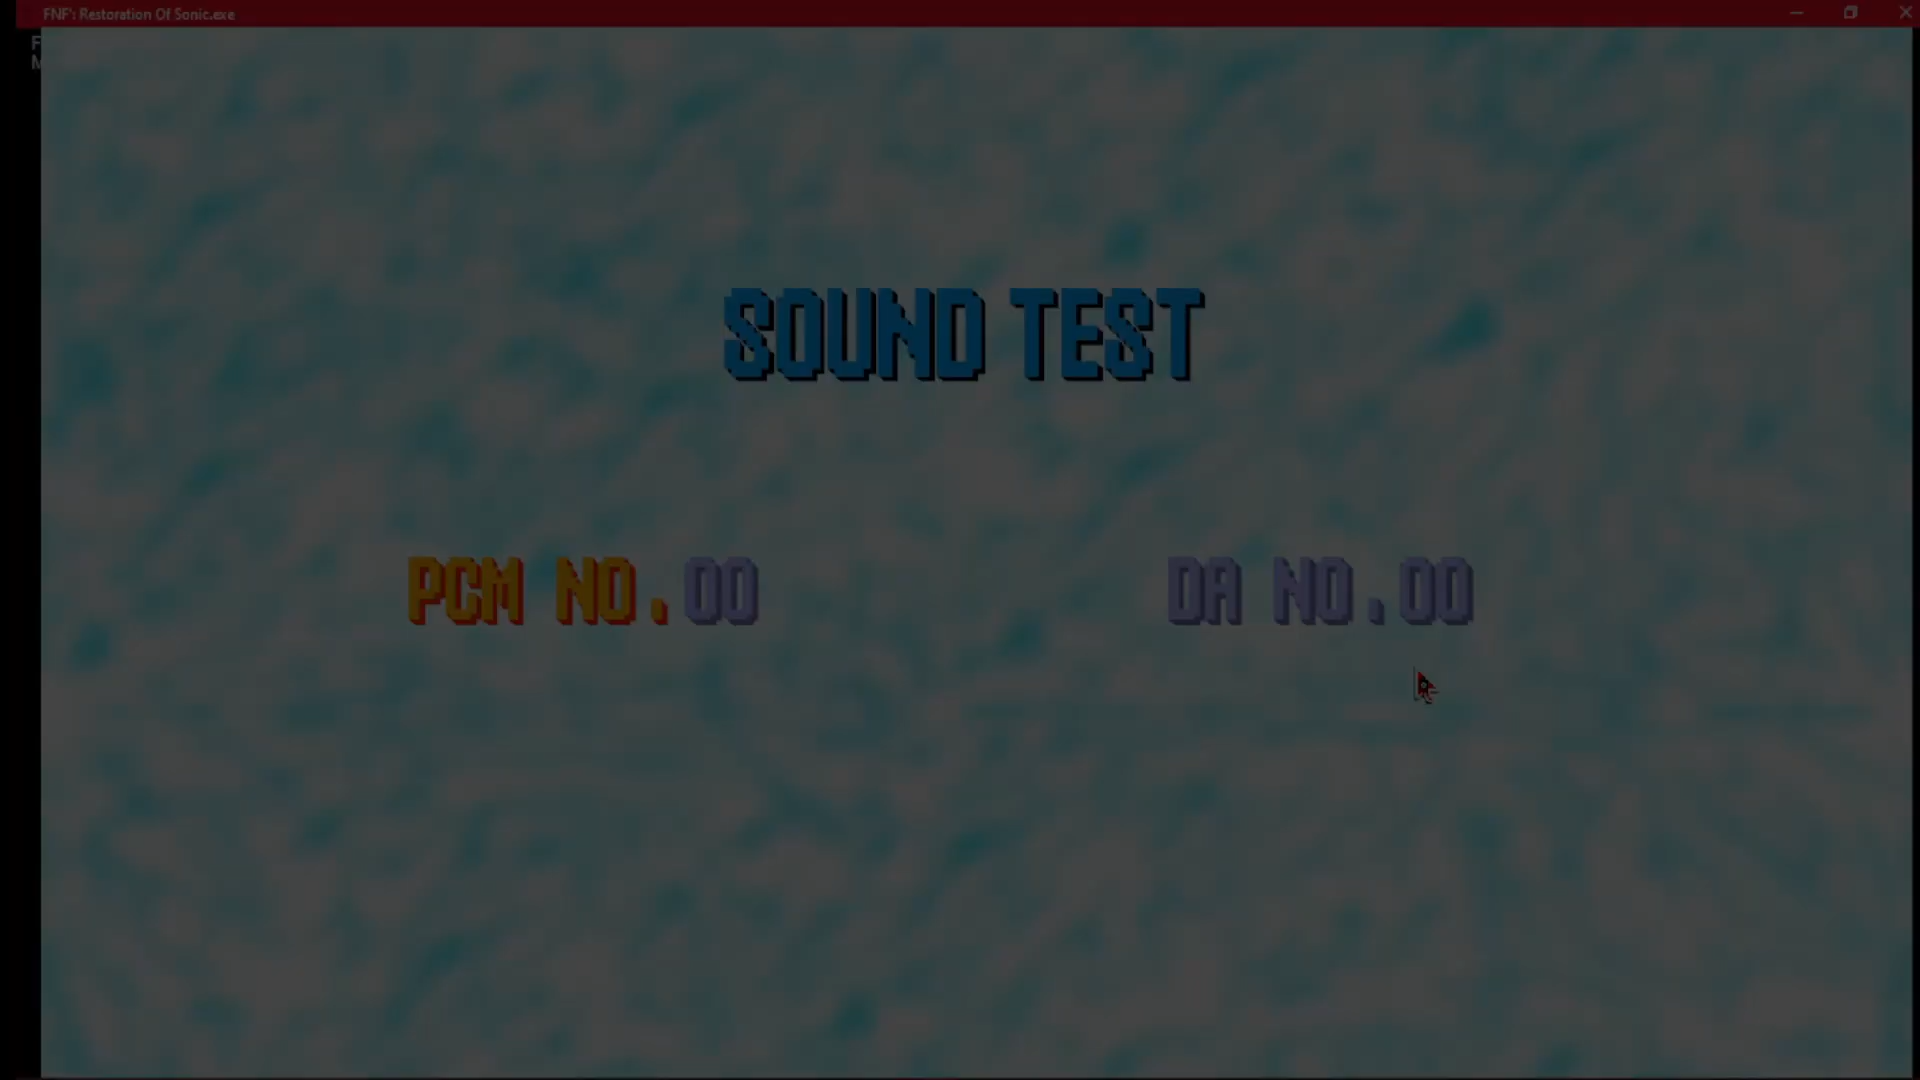 FNF': Restoration Of Sonic.exe
F
M
SOUND TEST
PCM NO.00
DA NO.00